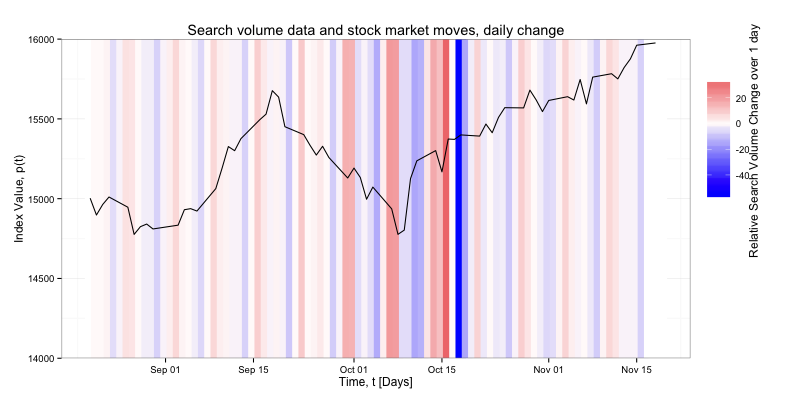 Search volume data and stock market moves, daily change
16000
15500
15000
14500
14000
Index Value, p(t)
Sep 01
Sep 15
Oct 01
Oct 15
Nov 01
Nov 15
Time, t [Days]
20
0
-20
-40
Relative Search Volume Change over 1 day